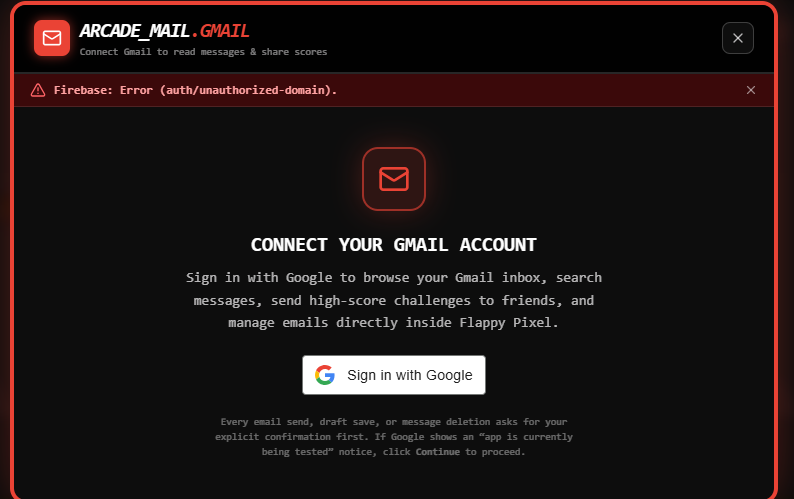 ARCADE_MAIL.GMAIL
Connect Gmail to read messages & share scores
Firebase: Error (auth/unauthorized-domain).
CONNECT YOUR GMAIL ACCOUNT
Sign in with Google to browse your Gmail inbox, search
messages, send high-score challenges to friends, and
manage emails directly inside Flappy Pixel.
Sign in with Google
Every email send, draft save, or message deletion asks for your
explicit confirmation first. If Google shows an “app is currently
being tested” notice, click Continue to proceed.